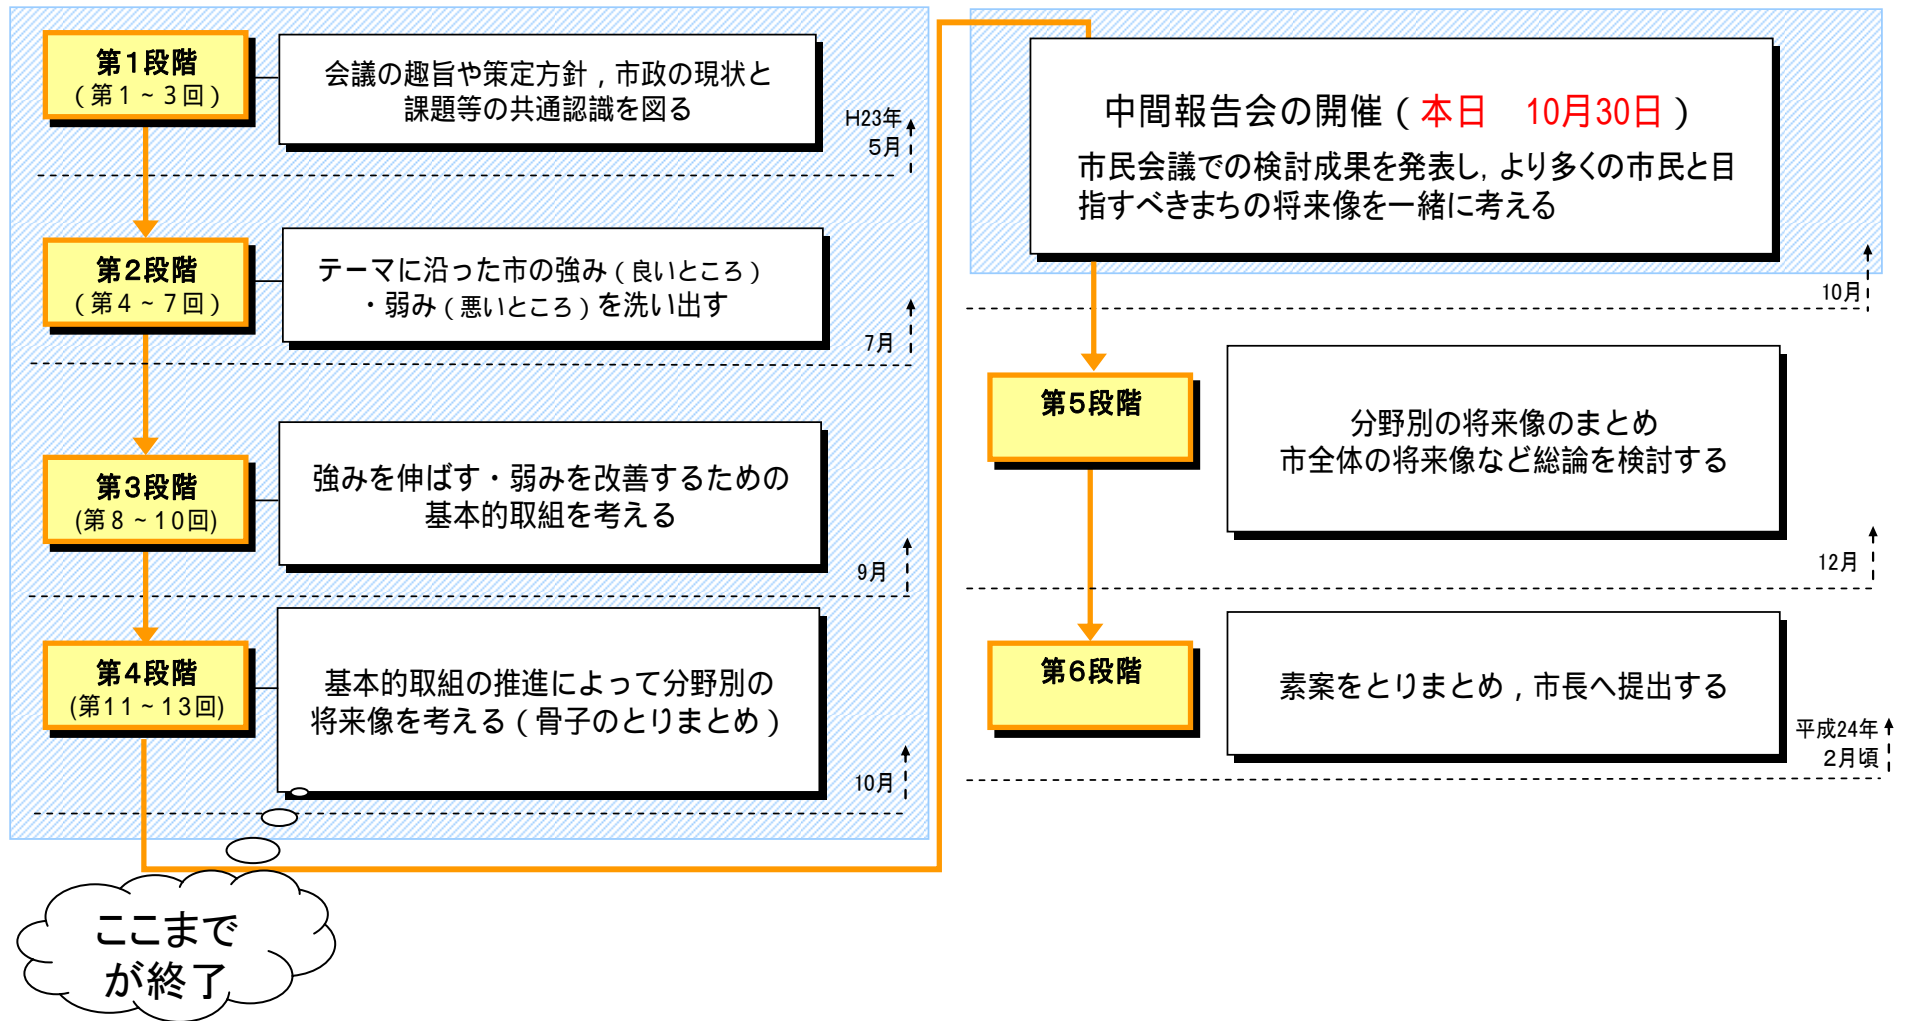 第1段階
（第１～３回）
会議の趣旨や策定方針，市政の現状と
課題等の共通認識を図る
H23年
５月
第2段階
（第４～７回）
テーマに沿った市の強み（良いところ）
・弱み（悪いところ）を洗い出す
7月
第3段階
(第８～10回)
強みを伸ばす・弱みを改善するための
基本的取組を考える
9月
第4段階
(第11～13回)
基本的取組の推進によって分野別の
将来像を考える（骨子のとりまとめ）
10月
ここまで
が終了
中間報告会の開催（本日　10月30日）
市民会議での検討成果を発表し，より多くの市民と目
指すべきまちの将来像を一緒に考える
10月
第5段階
分野別の将来像のまとめ
市全体の将来像など総論を検討する
12月
第6段階
素案をとりまとめ，市長へ提出する
平成24年
２月頃